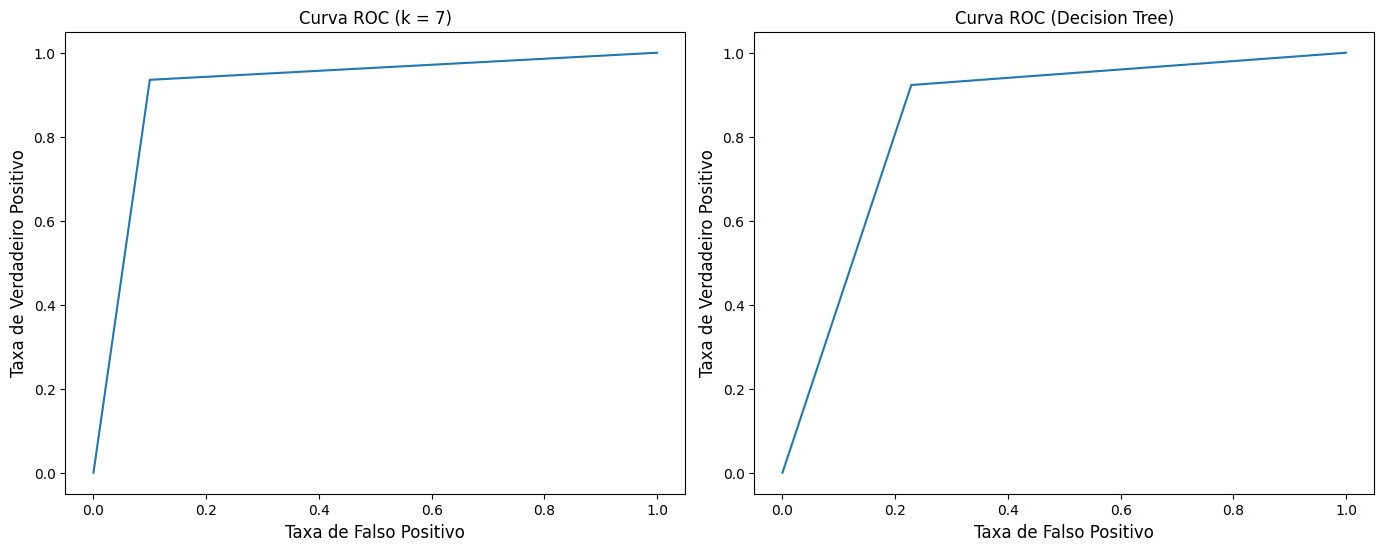 Curva ROC (k = 7)
1.0
0.8
0.6
0.4
0.2
0.0
Taxa de Verdadeiro Positivo
0.0 0.2 0.4 0.6 0.8 1.0
Taxa de Falso Positivo
Curva ROC (Decision Tree)
1.0
0.8
0.6
0.4
0.2
0.0
Taxa de Verdadeiro Positivo
0.0 0.2 0.4 0.6 0.8 1.0
Taxa de Falso Positivo